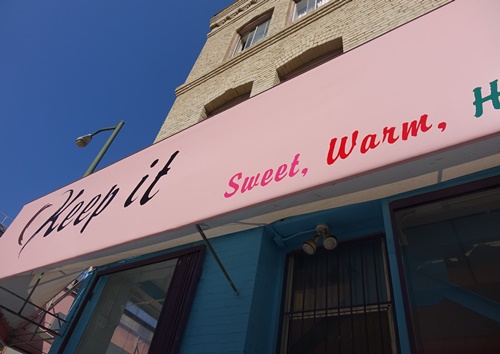 Keep it Sweet, Warm, H